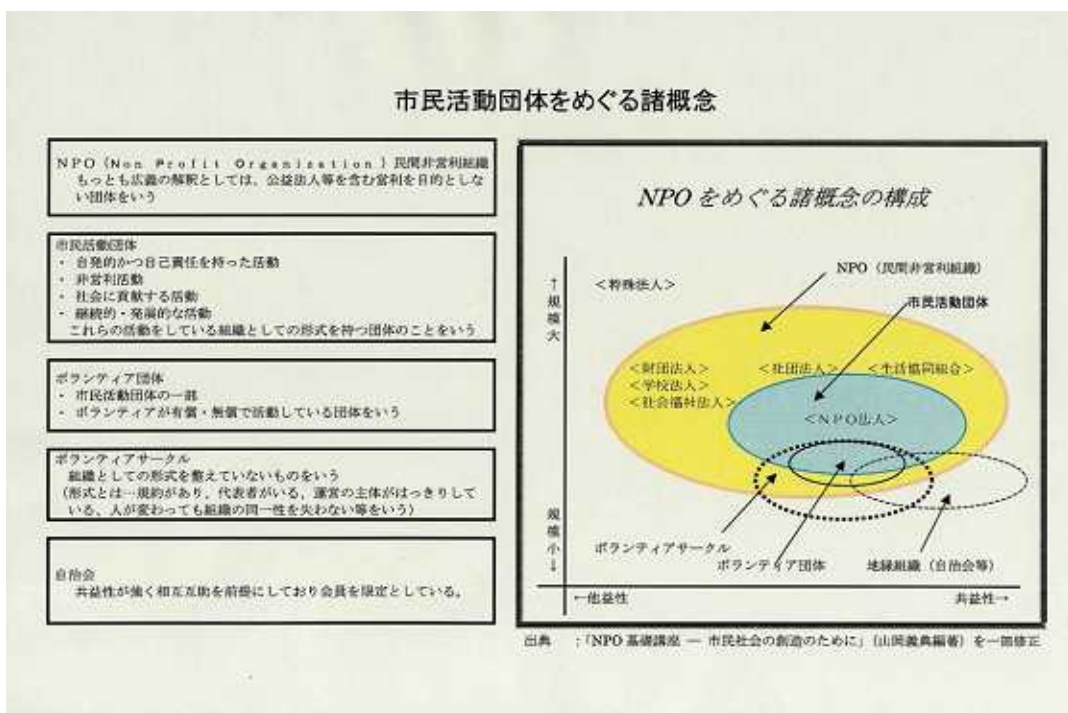 市民活動団体をめぐる諸概念
NPO(Non Profit Organization)民間非営利組織
もっとも広義の解釈としては、公益法人等を含む営利を目的としな
い団体をいう
市民活動団体
・ 自発的かつ自己責任を持った活動
・ 非営利活動
・ 社会に貢献する活動
・ 継続的・発展的な活動
これらの活動をしている組織としての形式を持つ団体のことをいう
ボランティア団体
・ 市民活動団体の一部
・ ボランティアが有償・無償で活動している団体をいう
ボランティアサークル
組織としての形式を整えていないものをいう
(形式とは…規約があり、代表者がいる、運営の主体がはっきりして
いる、人が変わっても組織の同一性を失わない等をいう)
自治会
共益性が強く相互互助を前提にしており会員を限定としている。
NPOをめぐる諸概念の構成
↑規模大
<特殊法人>
NPO(民間非営利組織)
市民活動団体
<財団法人>
<学校法人>
<社会福祉法人>
<社団法人>
<生活協同組合>
<NPO法人>
規模小↓
ボランティアサークル
ボランティア団体
地縁組織(自治会等)
←他益性
共益性→
出典 :「NPO基礎講座 ― 市民社会の創造のために」(山岡義典編著)を一部修正